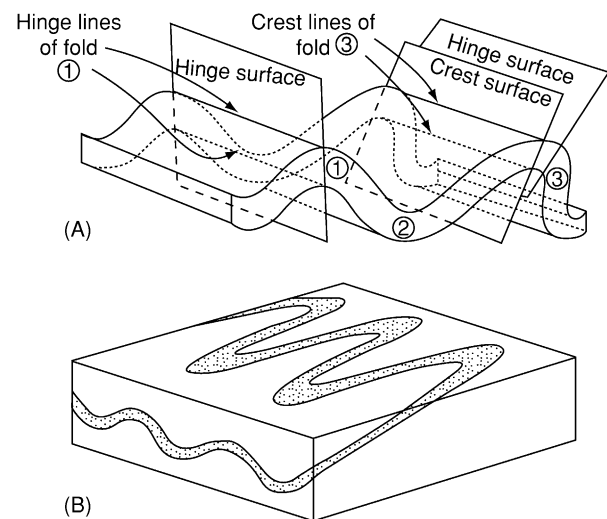 Hinge lines
of fold
①
Hinge surface
Crest lines of
fold ③
Hinge surface
Crest surface
①
②
③
(A)
(B)